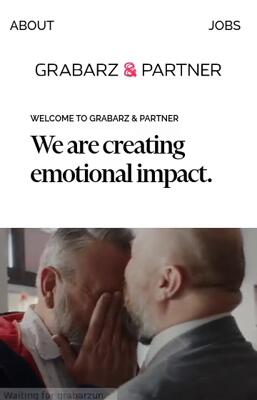 ABOUT
JOBS
GRABARZ & PARTNER
WELCOME TO GRABARZ & PARTNER
We are creating
emotional impact.
Waiting for grabarzun